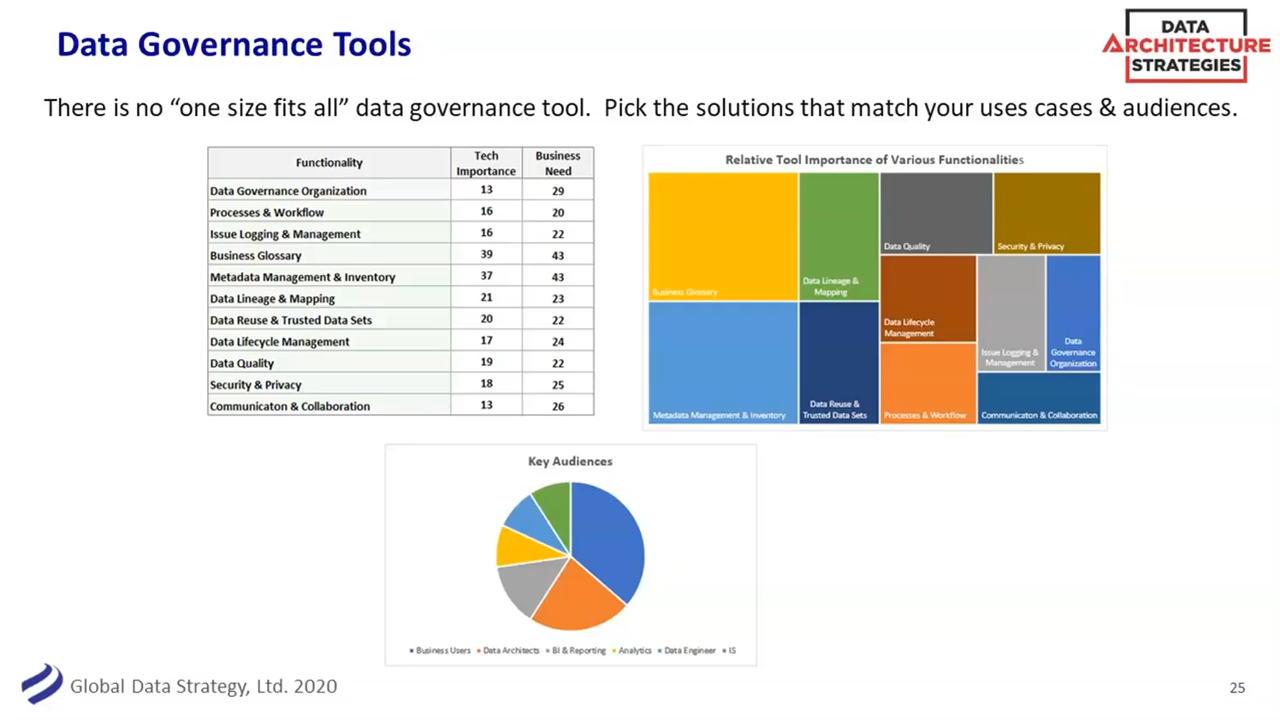 Data Governance Tools
DATA
ARCHITECTURE
STRATEGIES
There is no “one size fits all” data governance tool. Pick the solutions that match your uses cases & audiences.
Functionality Tech Importance Business Need
Data Governance Organization 13 29
Processes & Workflow 16 20
Issue Logging & Management 16 22
Business Glossary 39 43
Metadata Management & Inventory 37 43
Data Lineage & Mapping 21 23
Data Reuse & Trusted Data Sets 20 22
Data Lifecycle Management 17 24
Data Quality 19 22
Security & Privacy 18 25
Communicaton & Collaboration 13 26
Relative Tool Importance of Various Functionalities
Business Glossary
Data Lineage &
Mapping
Data Quality
Security & Privacy
Metadata Management & Inventory
Data Reuse &
Trusted Data Sets
Data Lifecycle
Management
Processes & Workflow
Issue Logging &
Management
Data
Governance
Organization
Communicaton & Collaboration
Key Audiences
Business Users Data Architects BI & Reporting Analytics Data Engineer IS
Global Data Strategy, Ltd. 2020
25